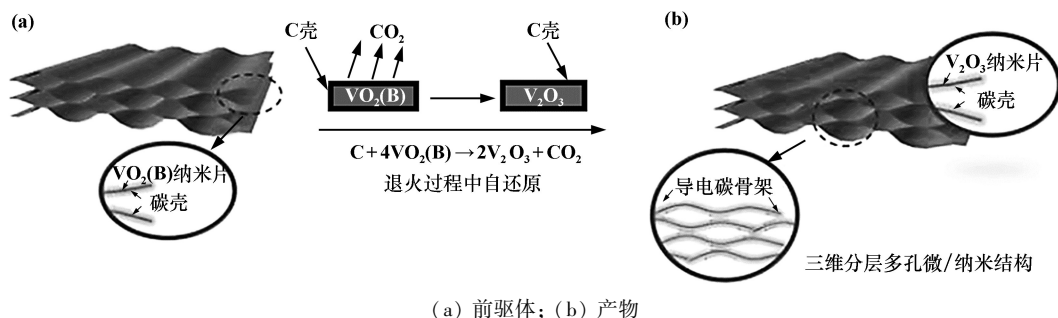 (a)
C壳
CO₂
C壳
VO₂(B)
V₂O₃
C+4VO₂(B)→2V₂O₃+CO₂
退火过程中自还原
VO₂(B)纳米片
碳壳
(b)
V₂O₃纳米片
碳壳
导电碳骨架
三维分层多孔微/纳米结构
(a) 前驱体；(b) 产物